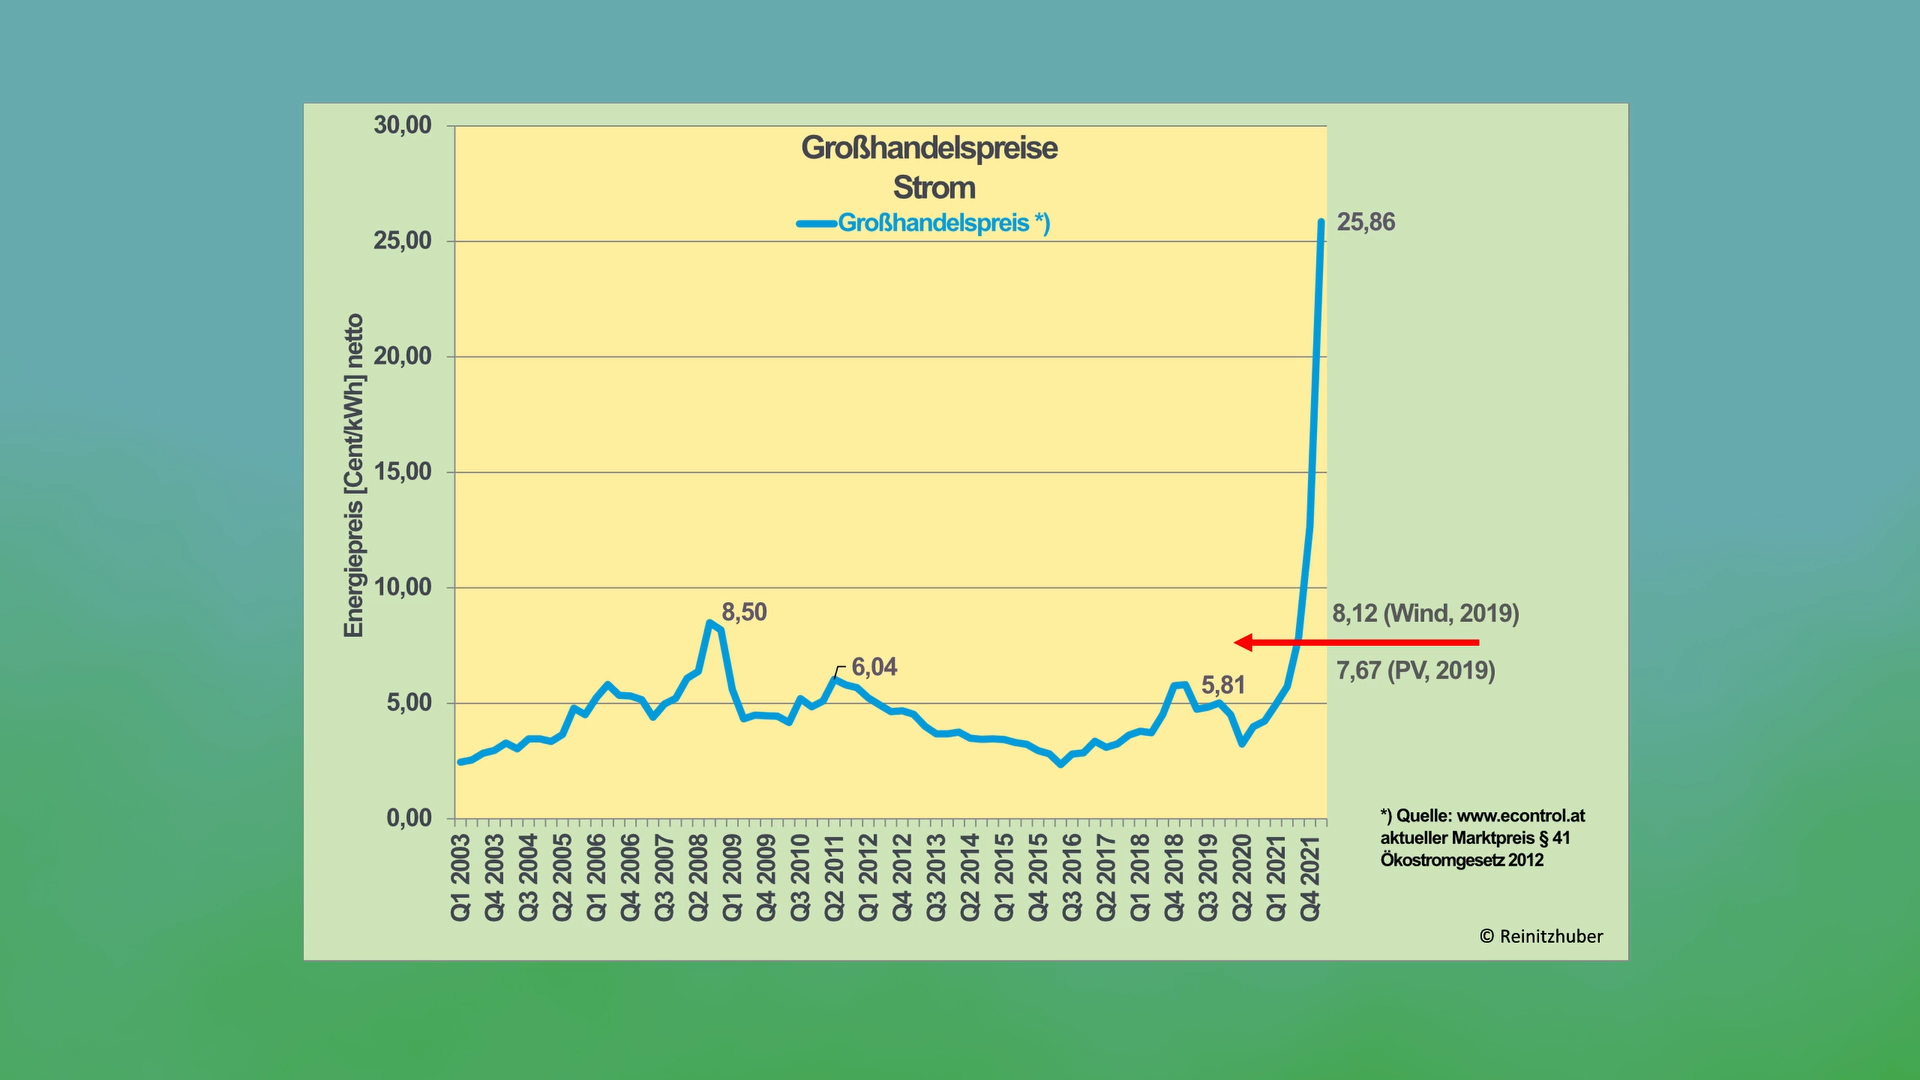 Großhandelspreise
Strom
Großhandelspreis *)
Energiepreis [Cent/kWh] netto
30,00
25,00
20,00
15,00
10,00
5,00
0,00
25,86
8,50
6,04
5,81
8,12 (Wind, 2019)
7,67 (PV, 2019)
Q1 2003
Q4 2003
Q3 2004
Q2 2005
Q1 2006
Q4 2006
Q3 2007
Q2 2008
Q1 2009
Q4 2009
Q3 2010
Q2 2011
Q1 2012
Q4 2012
Q3 2013
Q2 2014
Q1 2015
Q4 2015
Q3 2016
Q2 2017
Q1 2018
Q4 2018
Q3 2019
Q2 2020
Q1 2021
Q4 2021
*) Quelle: www.econtrol.at
aktueller Marktpreis § 41
Ökostromgesetz 2012
© Reinitzhuber